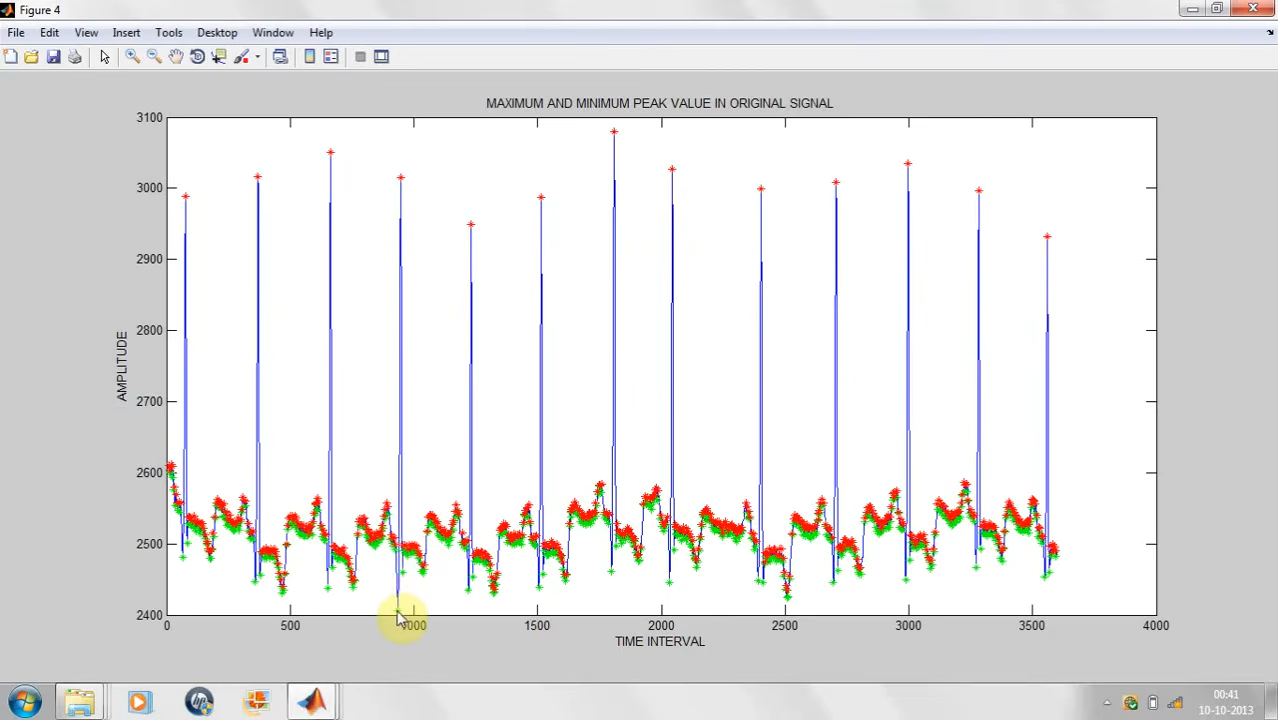 Figure 4
File Edit View Insert Tools Desktop Window Help
MAXIMUM AND MINIMUM PEAK VALUE IN ORIGINAL SIGNAL
3100
3000
2900
2800
2700
2600
2500
2400
AMPLITUDE
0 500 1000 1500 2000 2500 3000 3500 4000
TIME INTERVAL
00:41
10-10-2013